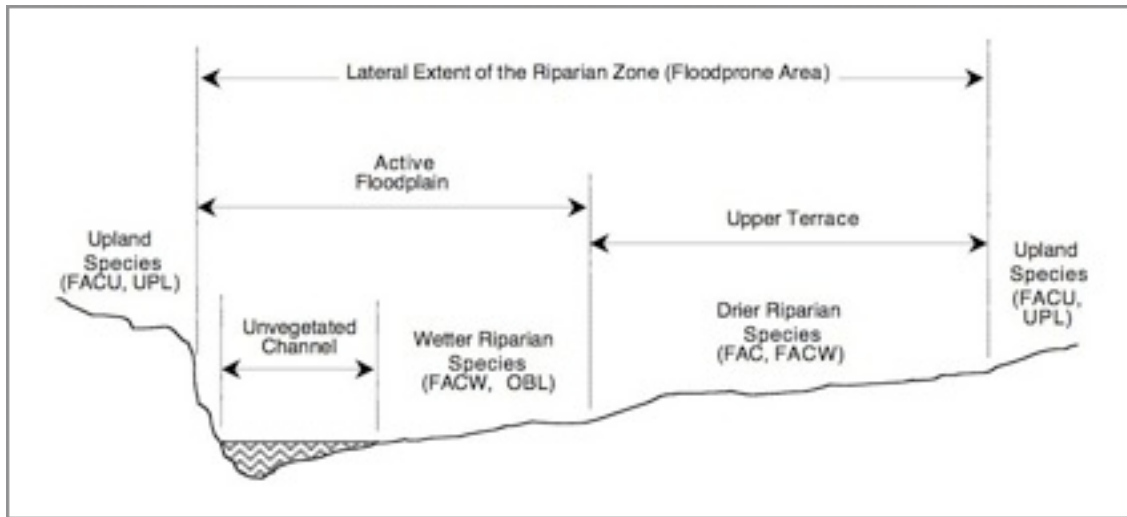 Lateral Extent of the Riparian Zone (Floodprone Area)
Active
Floodplain
Upper Terrace
Upland
Species
(FACU, UPL)
Unvegetated
Channel
Wetter Riparian
Species
(FACW, OBL)
Drier Riparian
Species
(FAC, FACW)
Upland
Species
(FACU,
UPL)